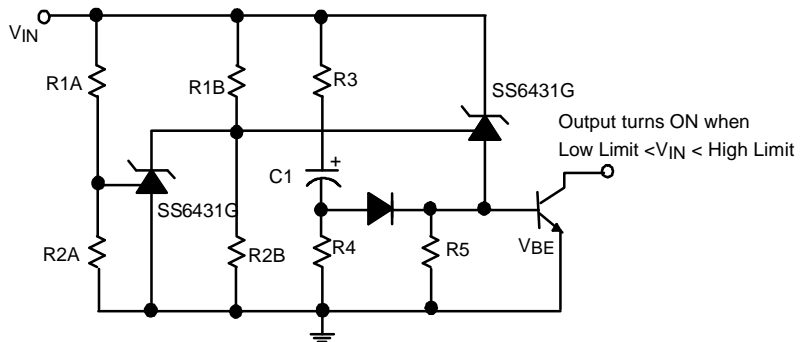 VIN
R1A
R1B
R3
SS6431G
Output turns ON when
Low Limit <VIN < High Limit
C1
+
SS6431G
R2A
R2B
R4
R5
VBE